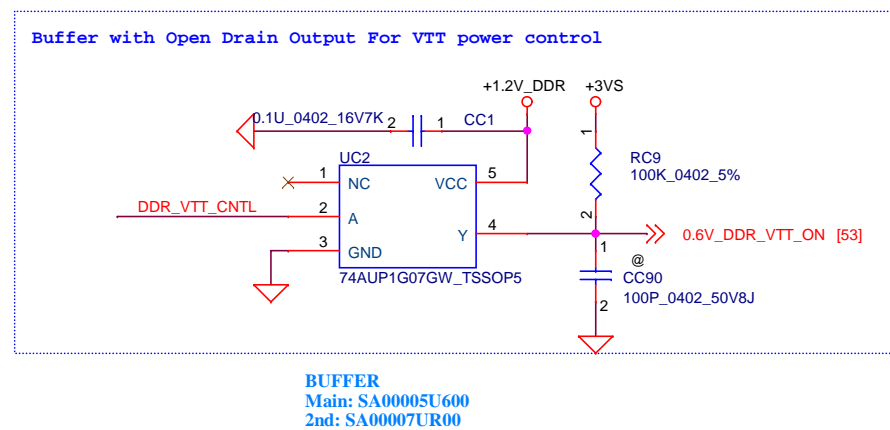 Buffer with Open Drain Output For VTT power control
+1.2V_DDR +3VS
0.1U_0402_16V7K 2 1 CC1
1
UC2
RC9
100K_0402_5%
1 NC VCC 5
DDR_VTT_CNTL 2 A
2
Y 4
0.6V_DDR_VTT_ON [53]
3 GND
1
@
CC90
74AUP1G07GW_TSSOP5
100P_0402_50V8J
2
BUFFER
Main: SA00005U600
2nd: SA00007UR00